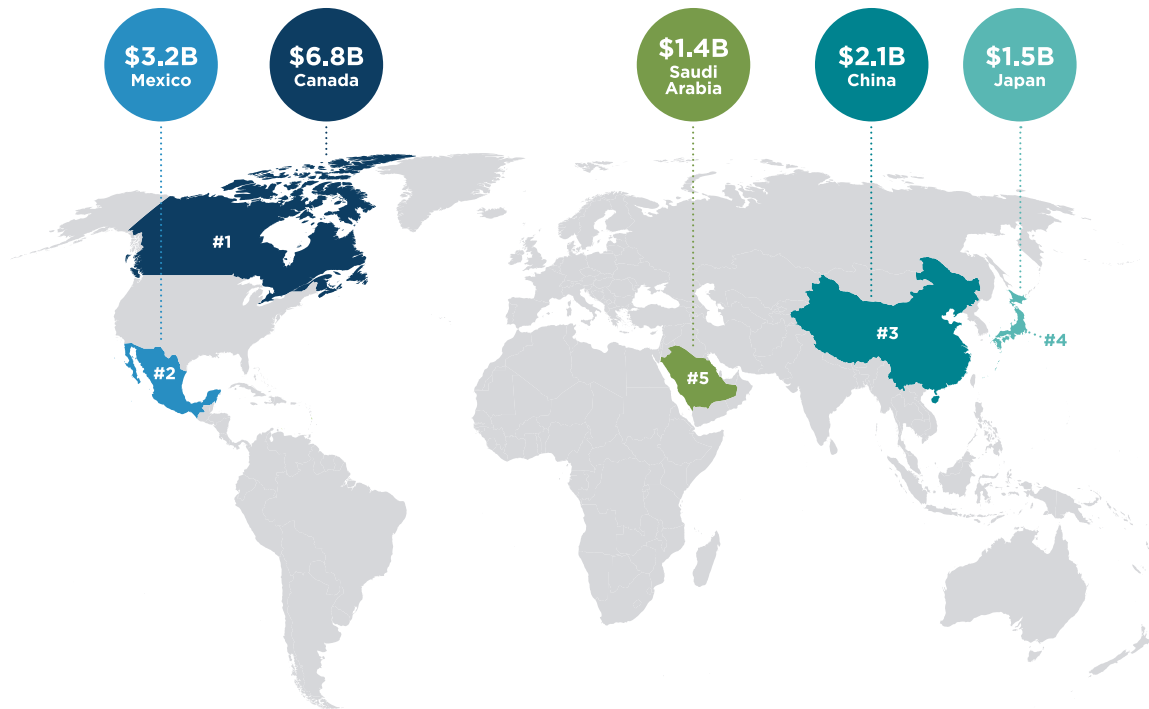 $3.2B
Mexico
$6.8B
Canada
$1.4B
Saudi
Arabia
$2.1B
China
$1.5B
Japan
#1
#2
#3
#4
#5